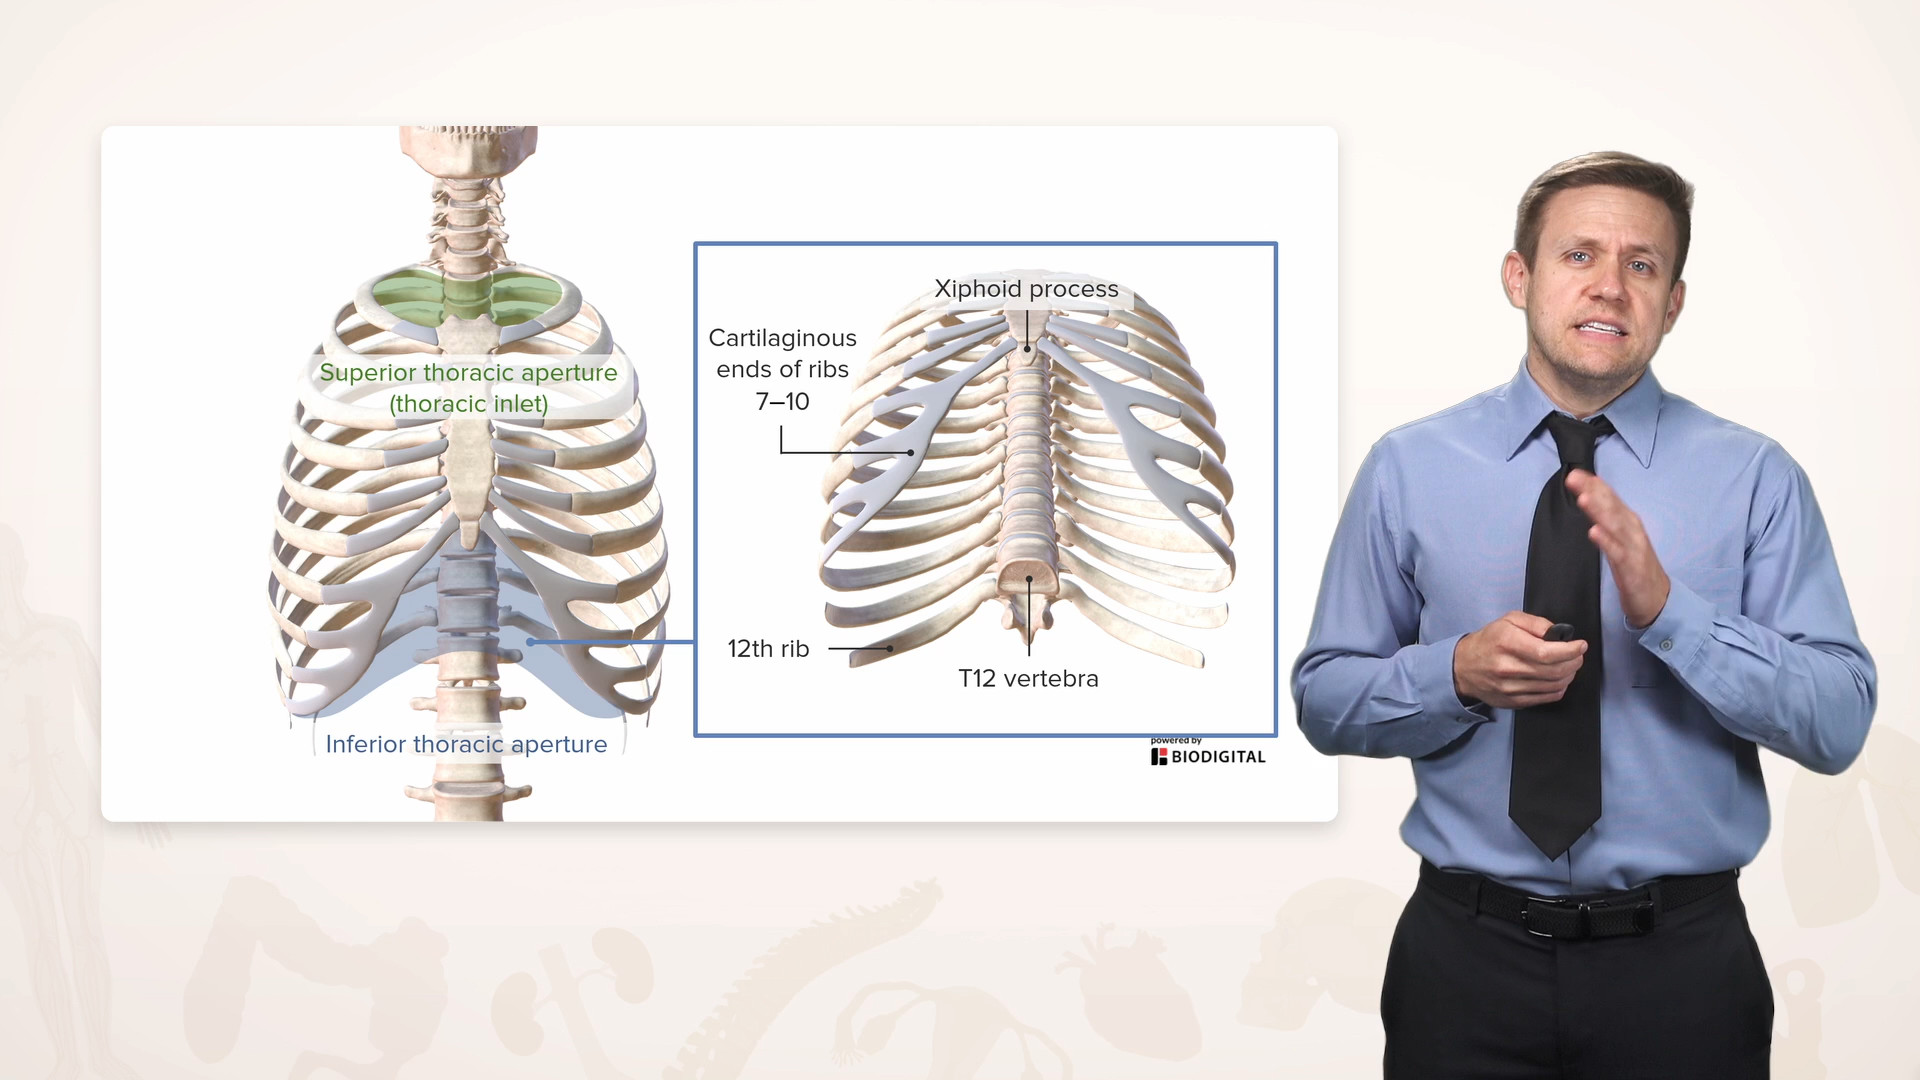 Superior thoracic aperture
(thoracic inlet)
Inferior thoracic aperture
Xiphoid process
Cartilaginous
ends of ribs
7–10
12th rib
T12 vertebra
powered by
BIODIGITAL